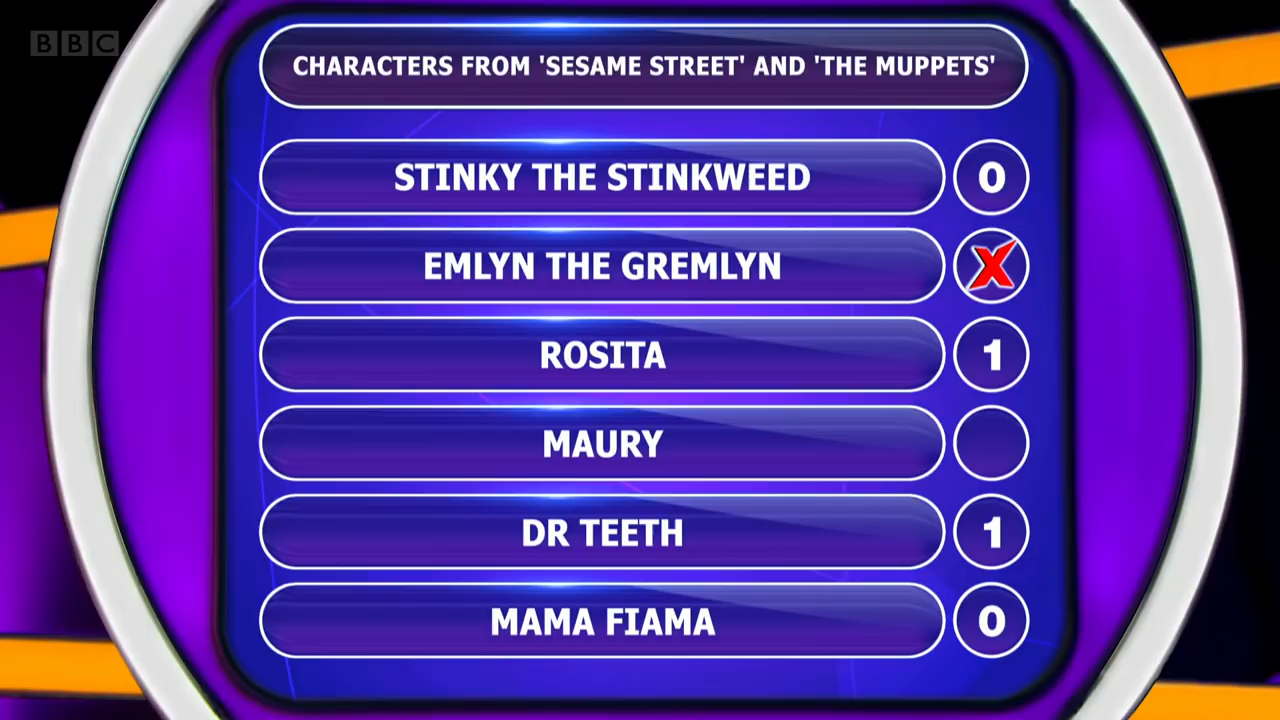 BBC
CHARACTERS FROM 'SESAME STREET' AND 'THE MUPPETS'
STINKY THE STINKWEED 0
EMLYN THE GREMLYN X
ROSITA 1
MAURY
DR TEETH 1
MAMA FIAMA 0